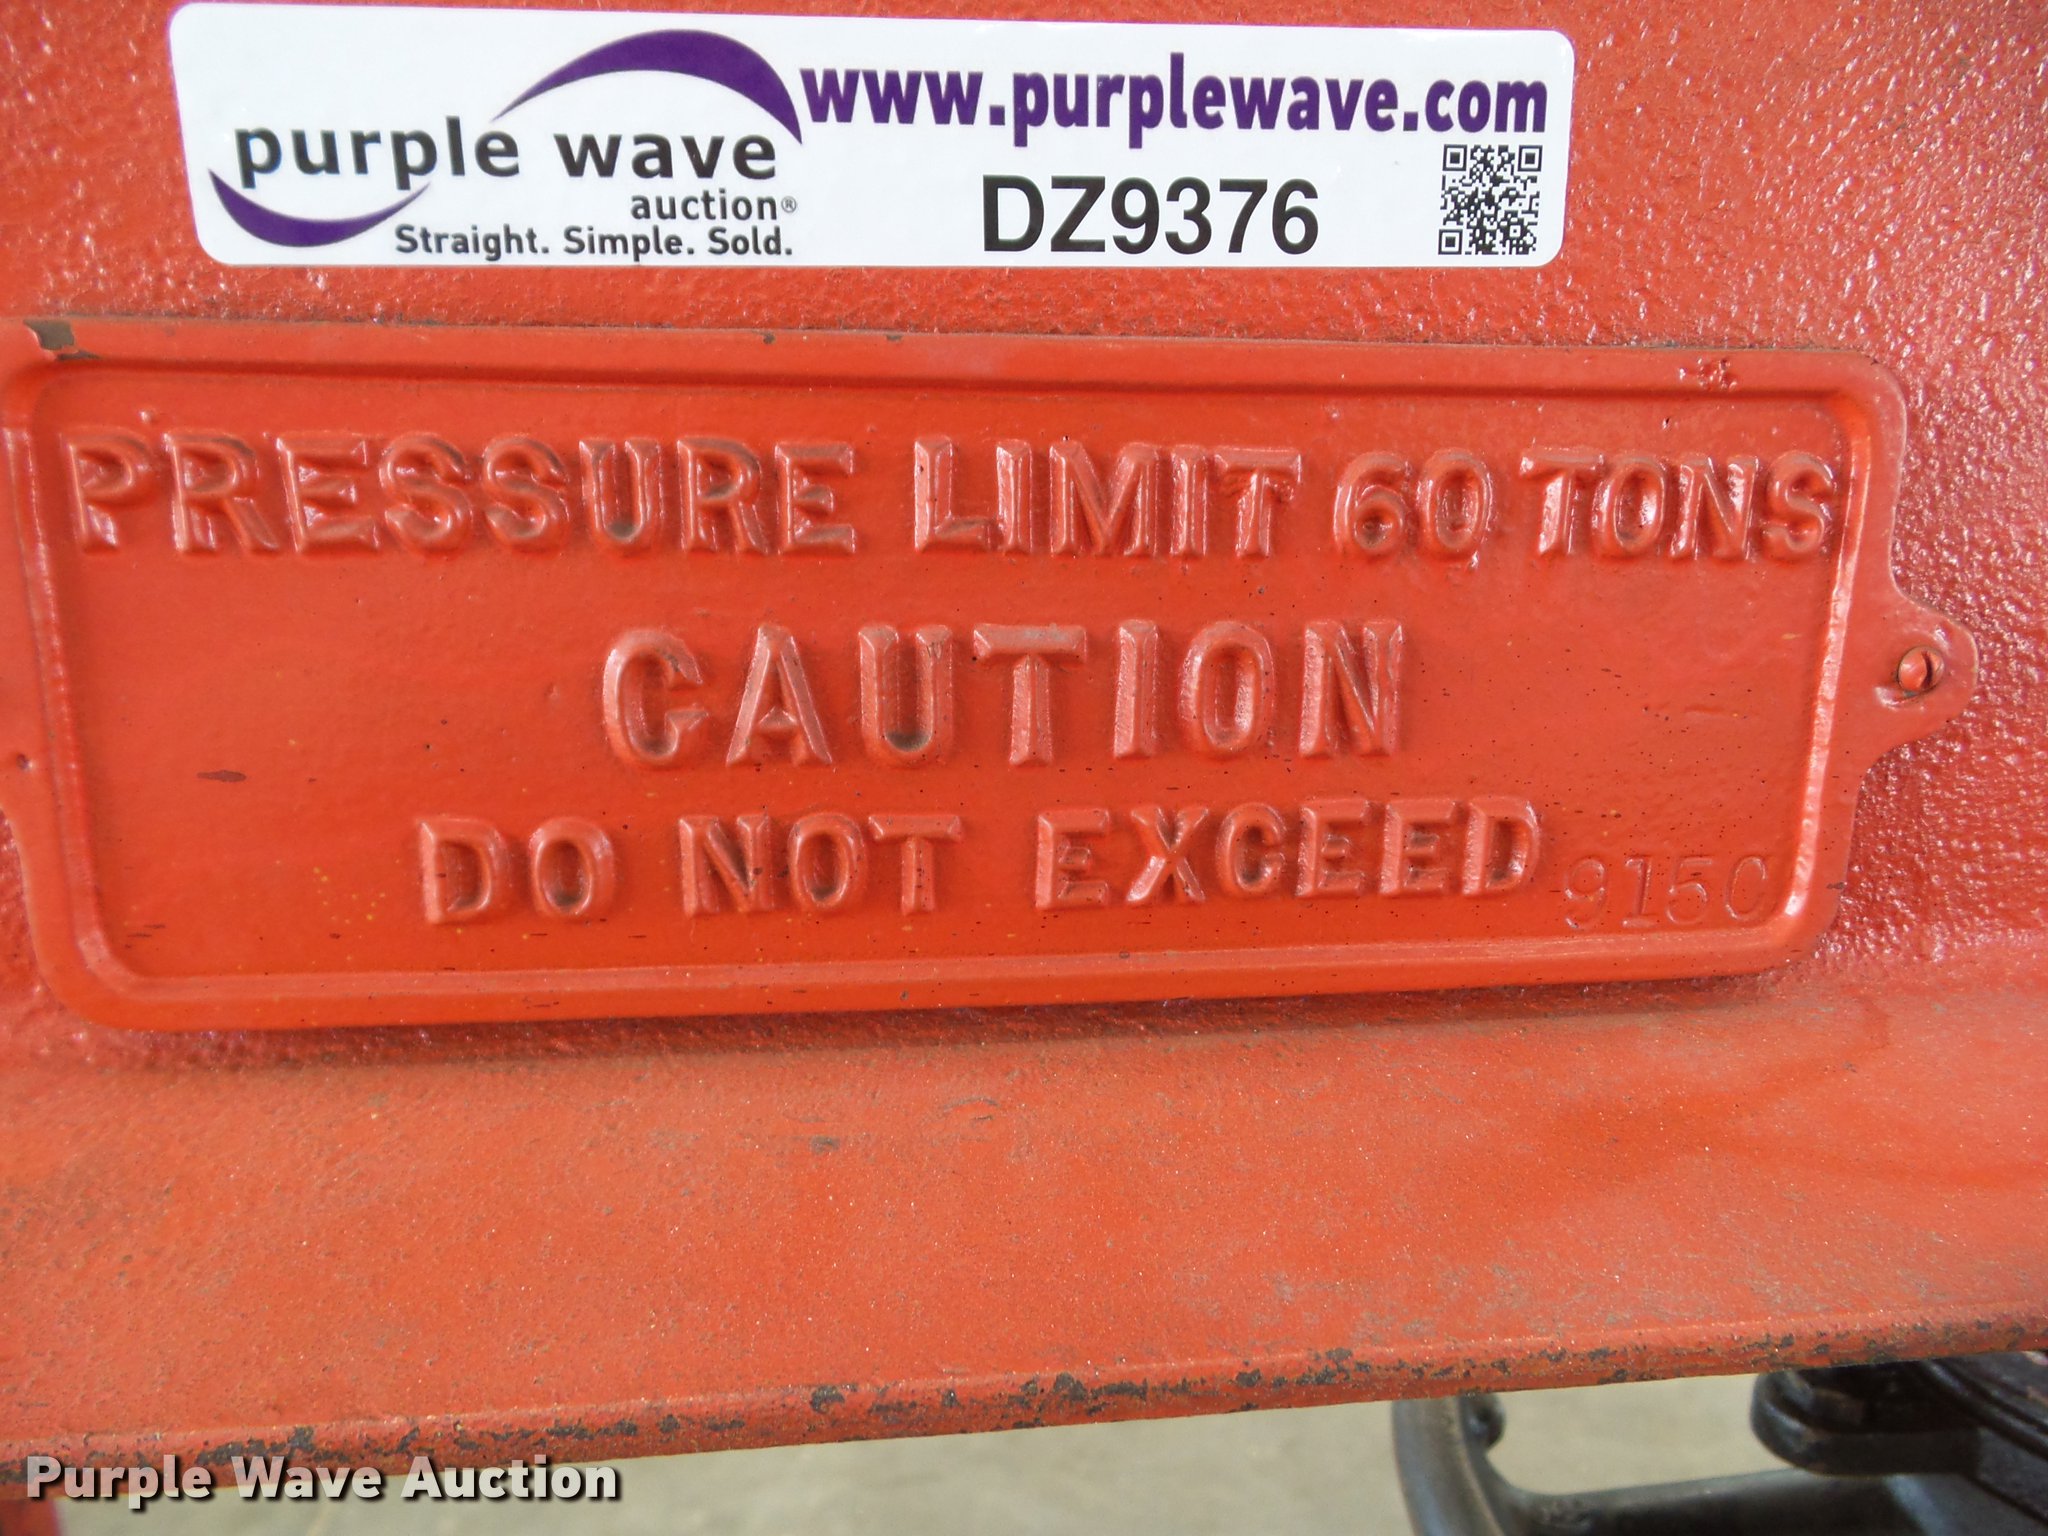 www.purplewave.com
purple wave
auction®
Straight. Simple. Sold.
DZ9376
PRESSURE LIMIT 60 TONS
CAUTION
DO NOT EXCEED
915C
Purple Wave Auction